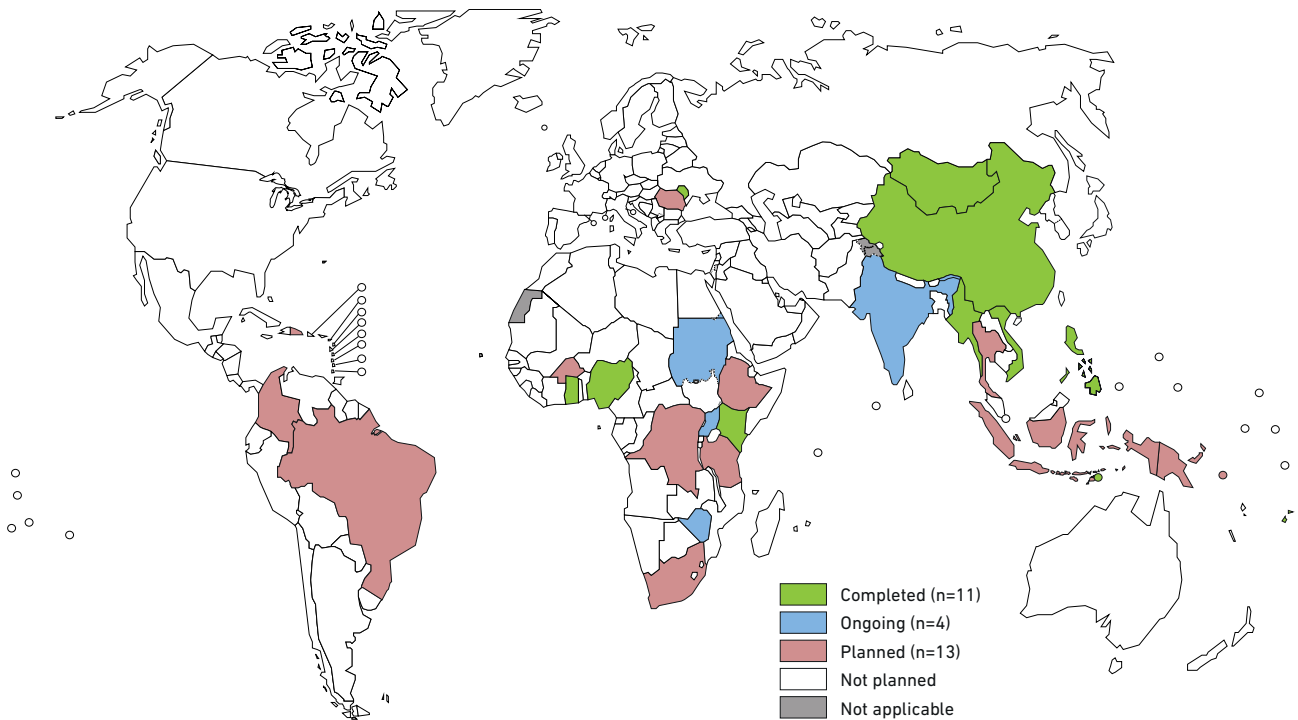 Completed (n=11)
Ongoing (n=4)
Planned (n=13)
Not planned
Not applicable